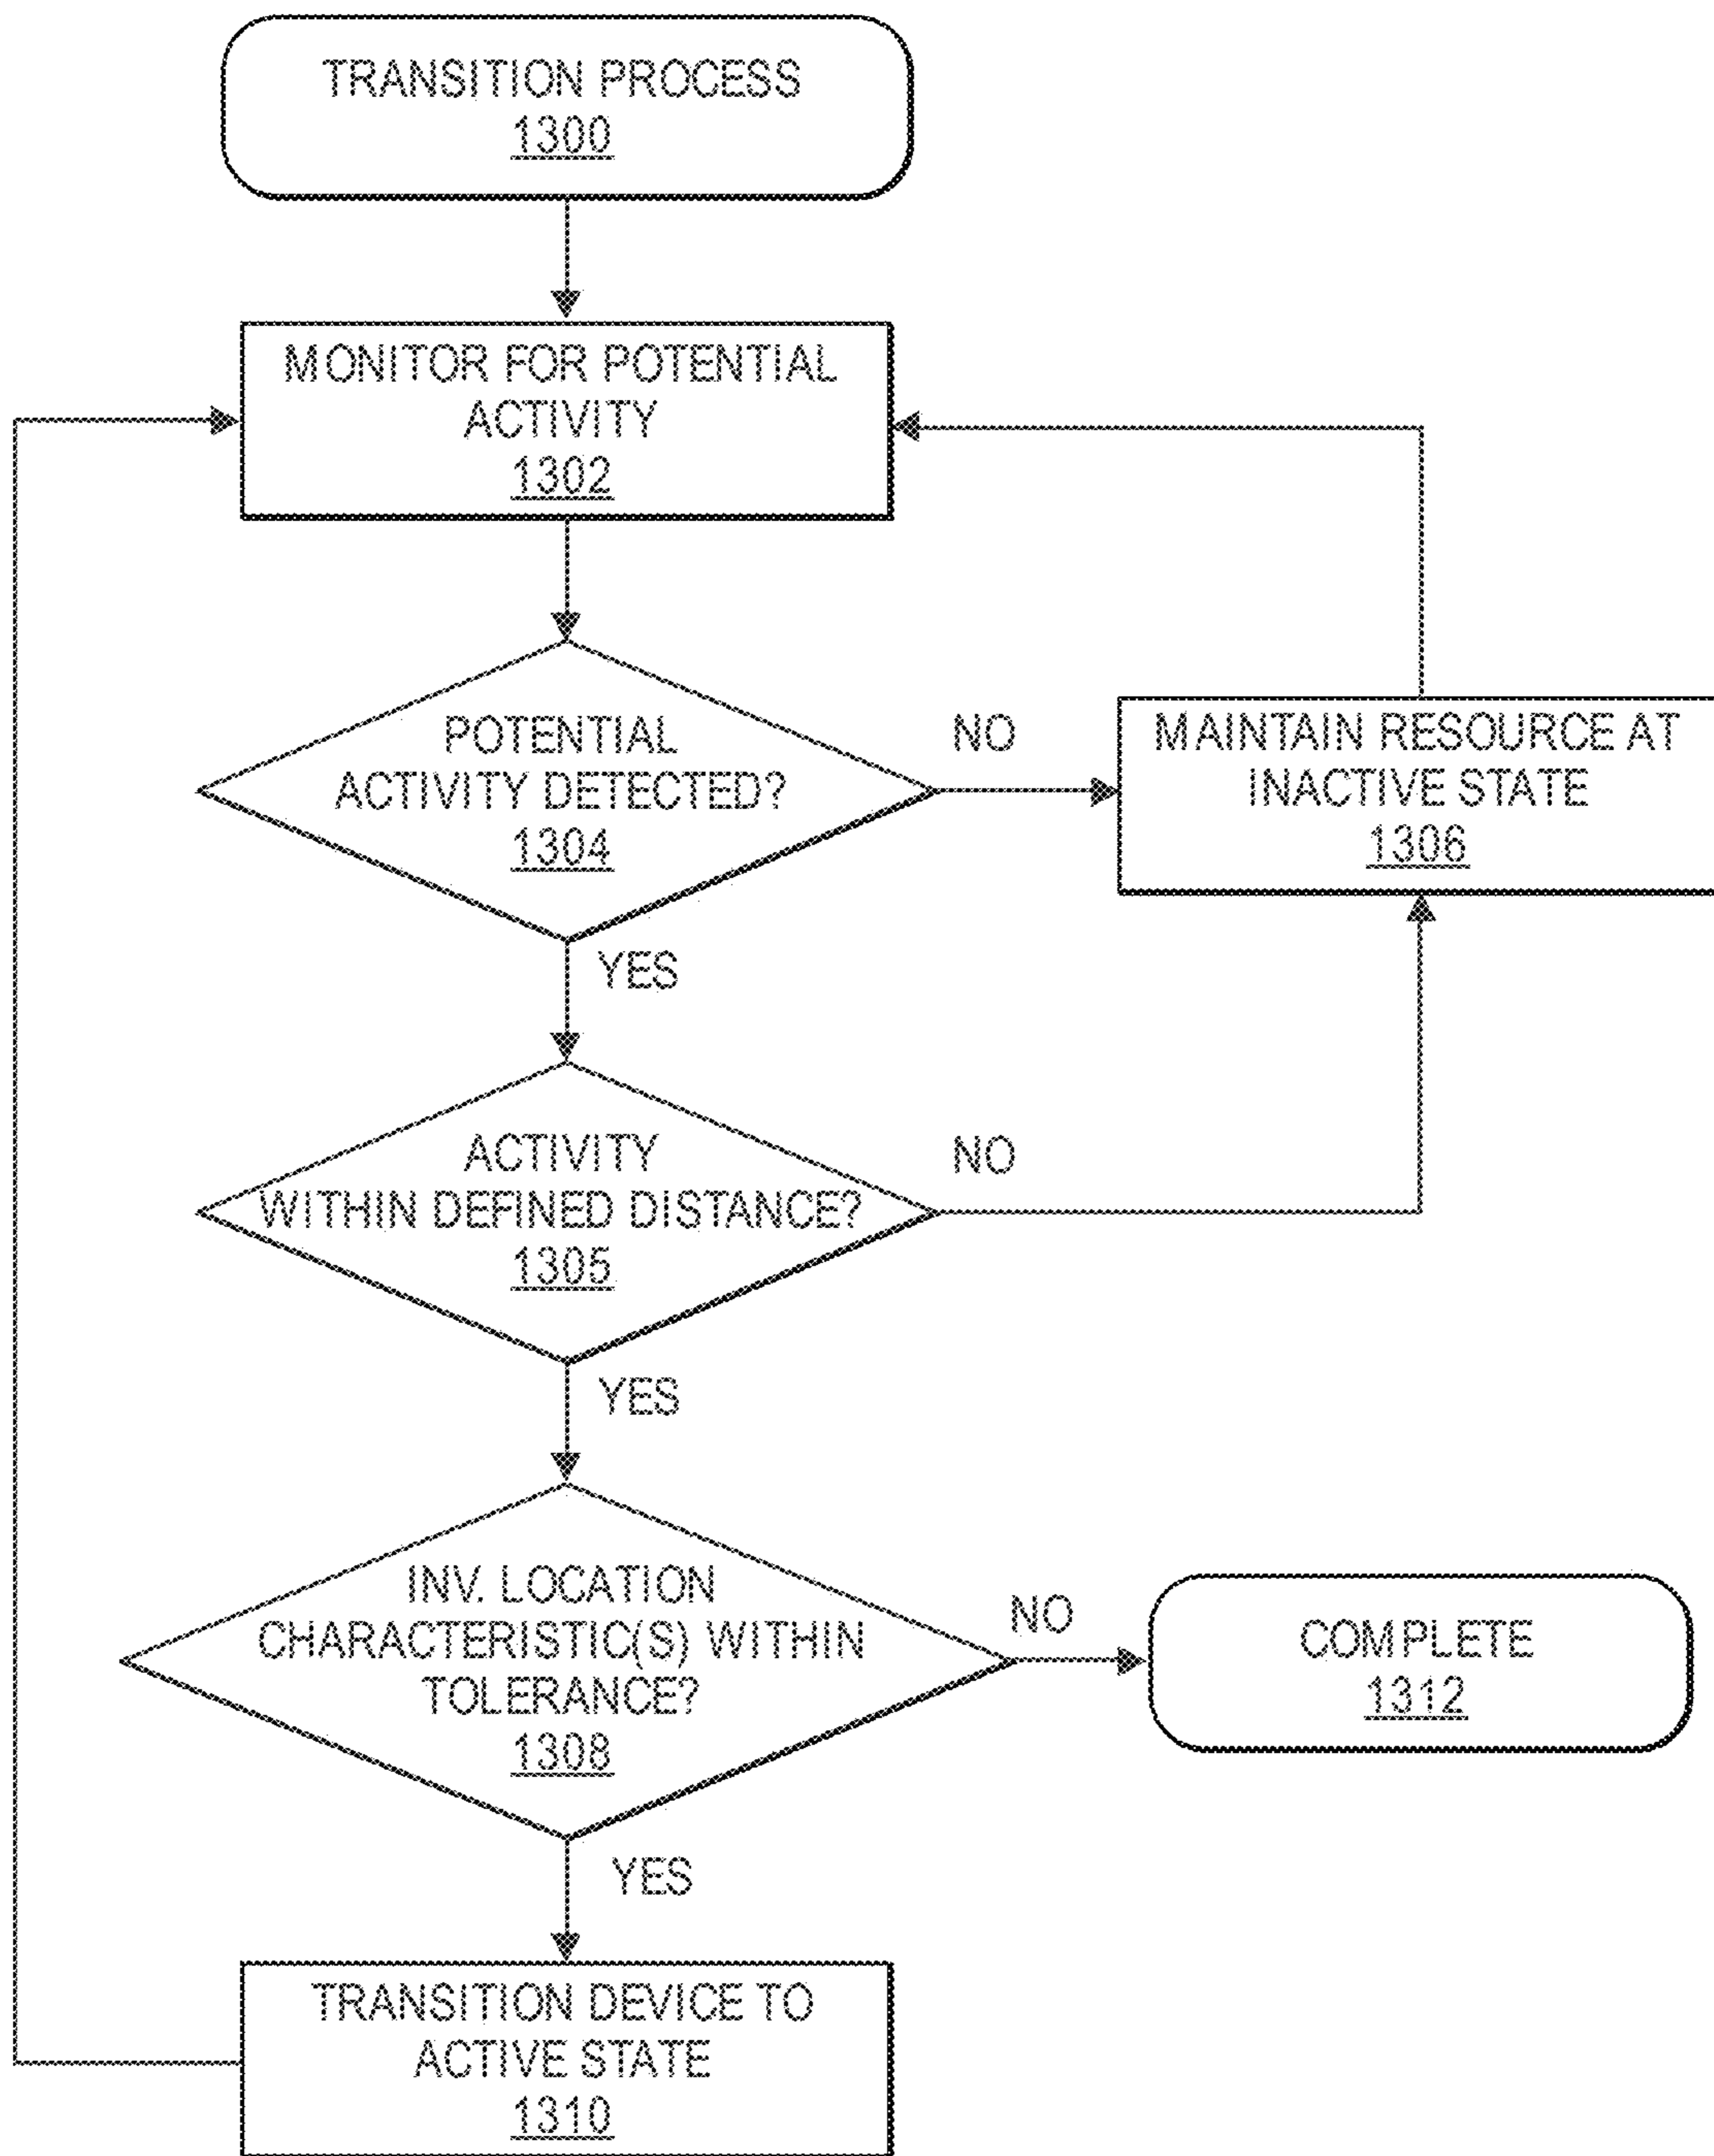 TRANSITION PROCESS
1300
MONITOR FOR POTENTIAL
ACTIVITY
1302
POTENTIAL
ACTIVITY DETECTED?
1304
NO
MAINTAIN RESOURCE AT
INACTIVE STATE
1306
YES
ACTIVITY
WITHIN DEFINED DISTANCE?
1305
NO
YES
INV. LOCATION
CHARACTERISTIC(S) WITHIN
TOLERANCE?
1308
NO
COMPLETE
1312
YES
TRANSITION DEVICE TO
ACTIVE STATE
1310